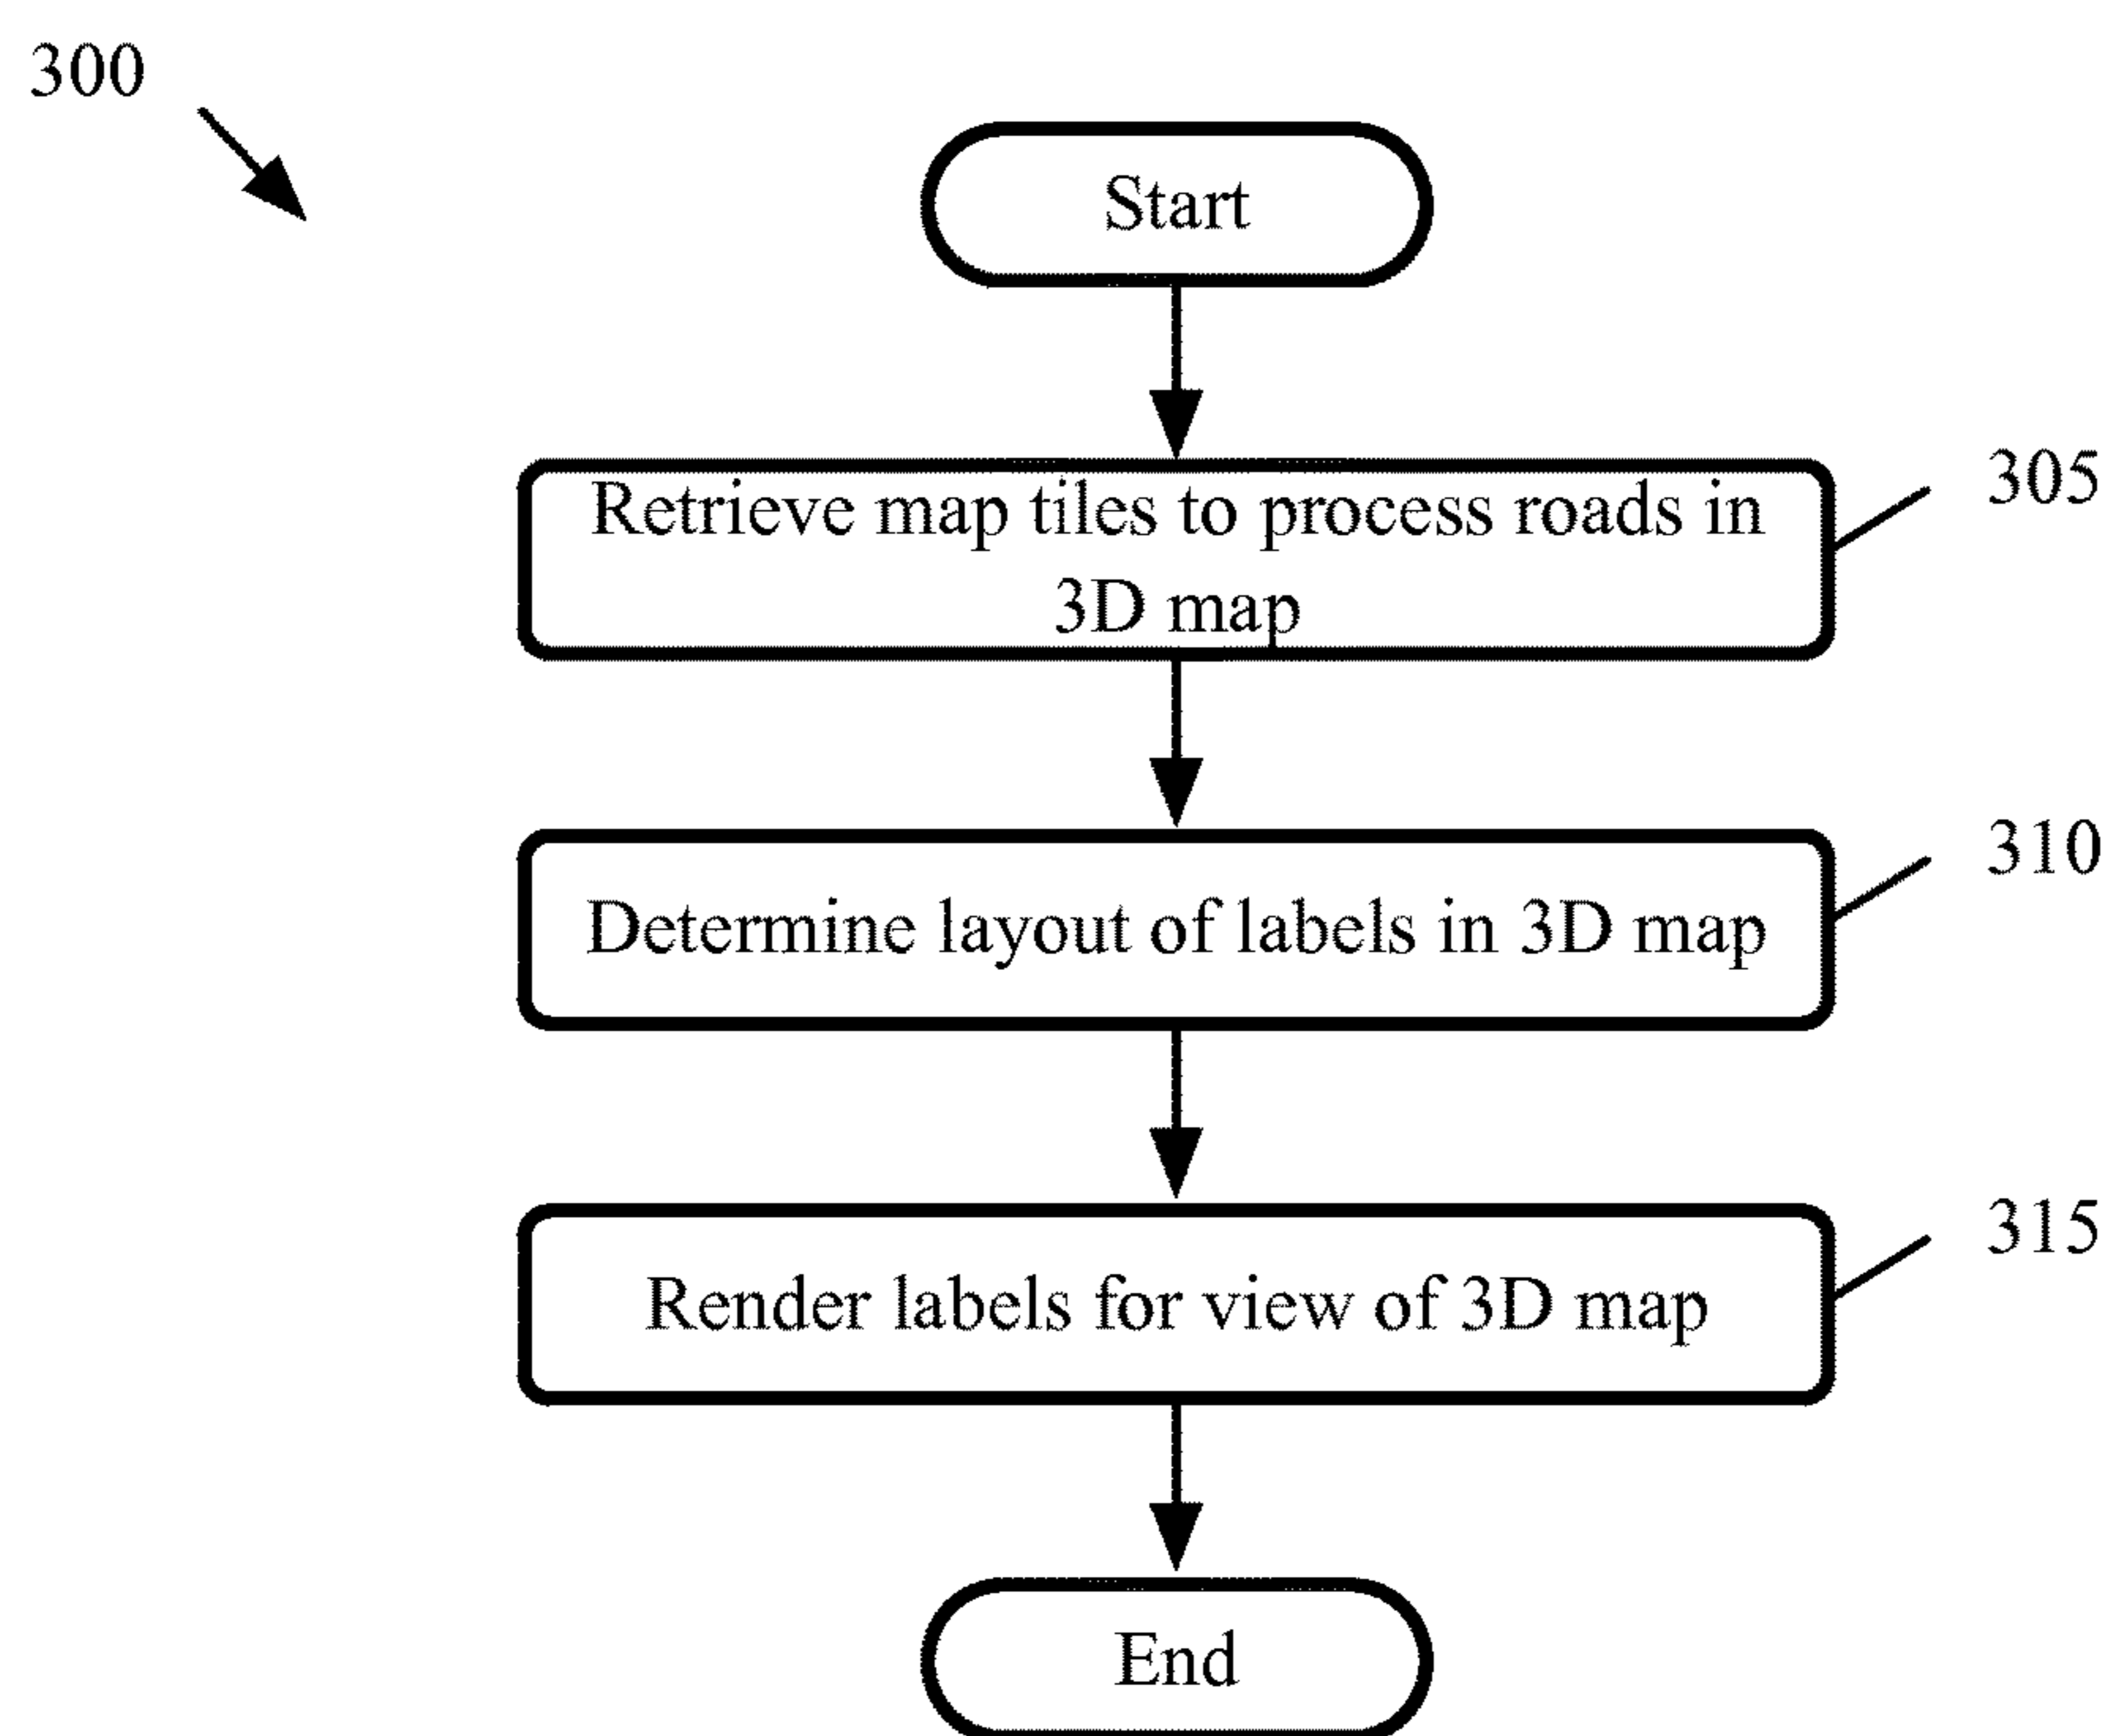 300
Start
Retrieve map tiles to process roads in
3D map
305
Determine layout of labels in 3D map
310
Render labels for view of 3D map
315
End